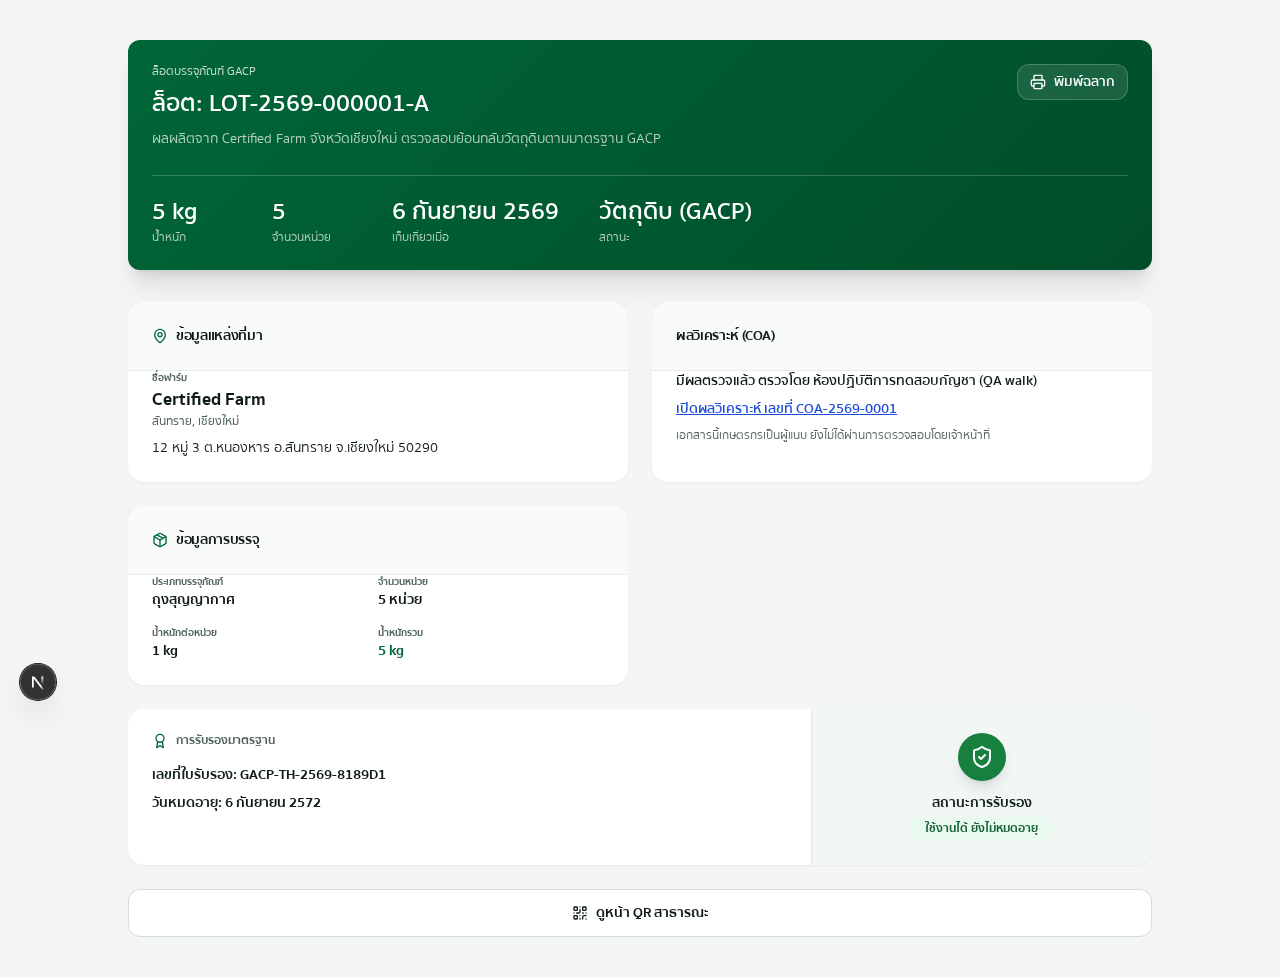 ล็อตบรรจุภัณฑ์ GACP
ล็อต: LOT-2569-000001-A
พิมพ์ฉลาก
ผลผลิตจาก Certified Farm จังหวัดเชียงใหม่ ตรวจสอบย้อนกลับวัตถุดิบตามมาตรฐาน GACP
5 kg
น้ำหนัก
5
จำนวนหน่วย
6 กันยายน 2569
เก็บเกี่ยวเมื่อ
วัตถุดิบ (GACP)
สถานะ
ข้อมูลแหล่งที่มา
ชื่อฟาร์ม
Certified Farm
สันทราย, เชียงใหม่
12 หมู่ 3 ต.หนองหาร อ.สันทราย จ.เชียงใหม่ 50290
ผลวิเคราะห์ (COA)
มีผลตรวจแล้ว ตรวจโดย ห้องปฏิบัติการทดสอบกัญชา (QA walk)
เปิดผลวิเคราะห์ เลขที่ COA-2569-0001
เอกสารนี้เกษตรกรเป็นผู้แนบ ยังไม่ได้ผ่านการตรวจสอบโดยเจ้าหน้าที่
ข้อมูลการบรรจุ
ประเภทบรรจุภัณฑ์
ถุงสุญญากาศ
จำนวนหน่วย
5 หน่วย
น้ำหนักต่อหน่วย
1 kg
น้ำหนักรวม
5 kg
N
การรับรองมาตรฐาน
เลขที่ใบรับรอง: GACP-TH-2569-8189D1
วันหมดอายุ: 6 กันยายน 2572
สถานะการรับรอง
ใช้งานได้ ยังไม่หมดอายุ
ดูหน้า QR สาธารณะ